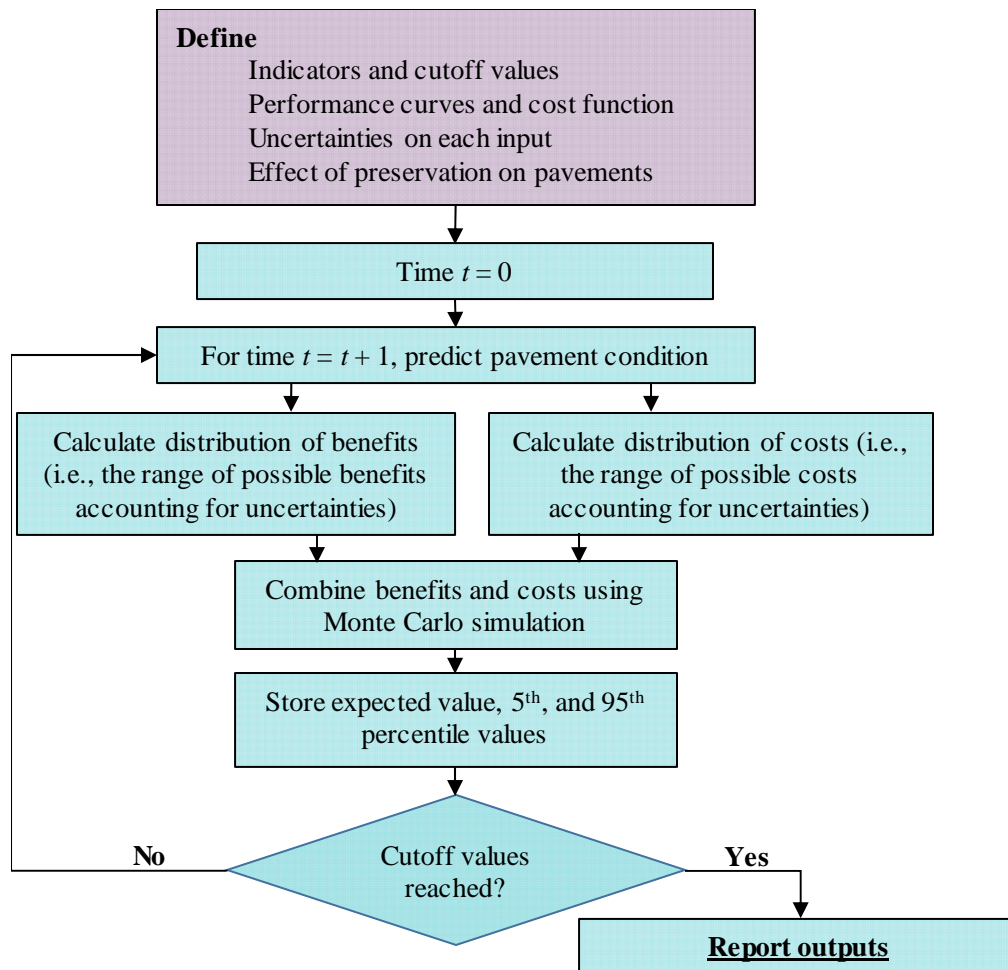 Define
Indicators and cutoff values
Performance curves and cost function
Uncertainties on each input
Effect of preservation on pavements
Time t = 0
For time t = t + 1, predict pavement condition
Calculate distribution of benefits
(i.e., the range of possible benefits
accounting for uncertainties)
Calculate distribution of costs (i.e.,
the range of possible costs
accounting for uncertainties)
Combine benefits and costs using
Monte Carlo simulation
Store expected value, 5th, and 95th
percentile values
Cutoff values
reached?
No
Yes
Report outputs